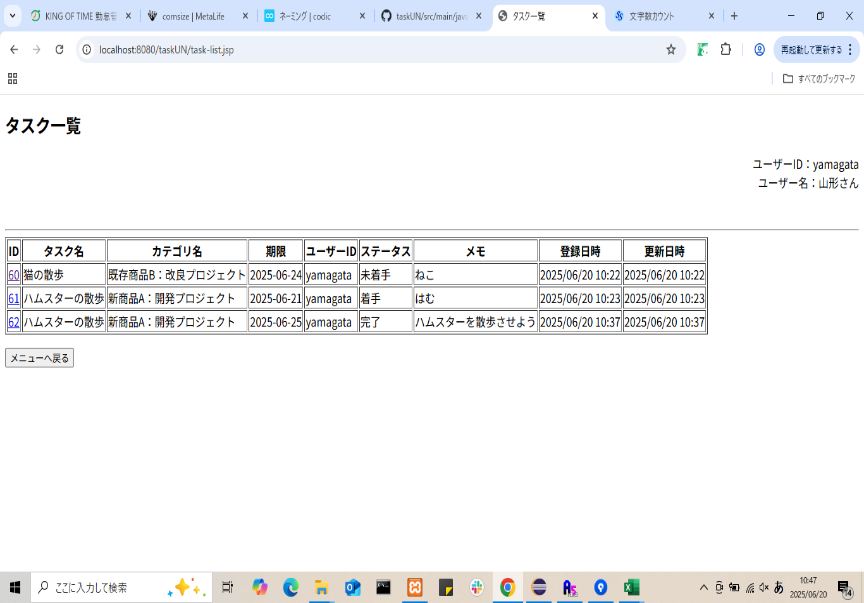 KING OF TIME 勤怠管
comsize | MetaLife
ネーミング | codic
taskUN/src/main/java
タスク一覧
文字数カウント
localhost:8080/taskUN/task-list.jsp
再起動して更新する
すべてのブックマーク
タスク一覧
ユーザーID：yamagata
ユーザー名：山形さん
ID タスク名 カテゴリ名 期限 ユーザーID ステータス メモ 登録日時 更新日時
60 猫の散歩 既存商品B：改良プロジェクト 2025-06-24 yamagata 未着手 ねこ 2025/06/20 10:22 2025/06/20 10:22
61 ハムスターの散歩 新商品A：開発プロジェクト 2025-06-21 yamagata 着手 はむ 2025/06/20 10:23 2025/06/20 10:23
62 ハムスターの散歩 新商品A：開発プロジェクト 2025-06-25 yamagata 完了 ハムスターを散歩させよう 2025/06/20 10:37 2025/06/20 10:37
メニューへ戻る
ここに入力して検索
あ
10:47
2025/06/20